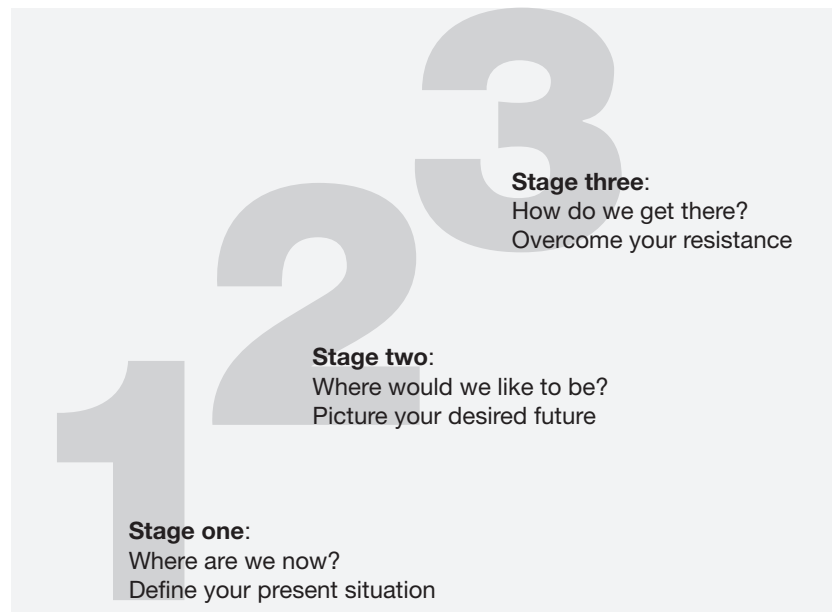 3
Stage three:
How do we get there?
Overcome your resistance
2
Stage two:
Where would we like to be?
Picture your desired future
1
Stage one:
Where are we now?
Define your present situation